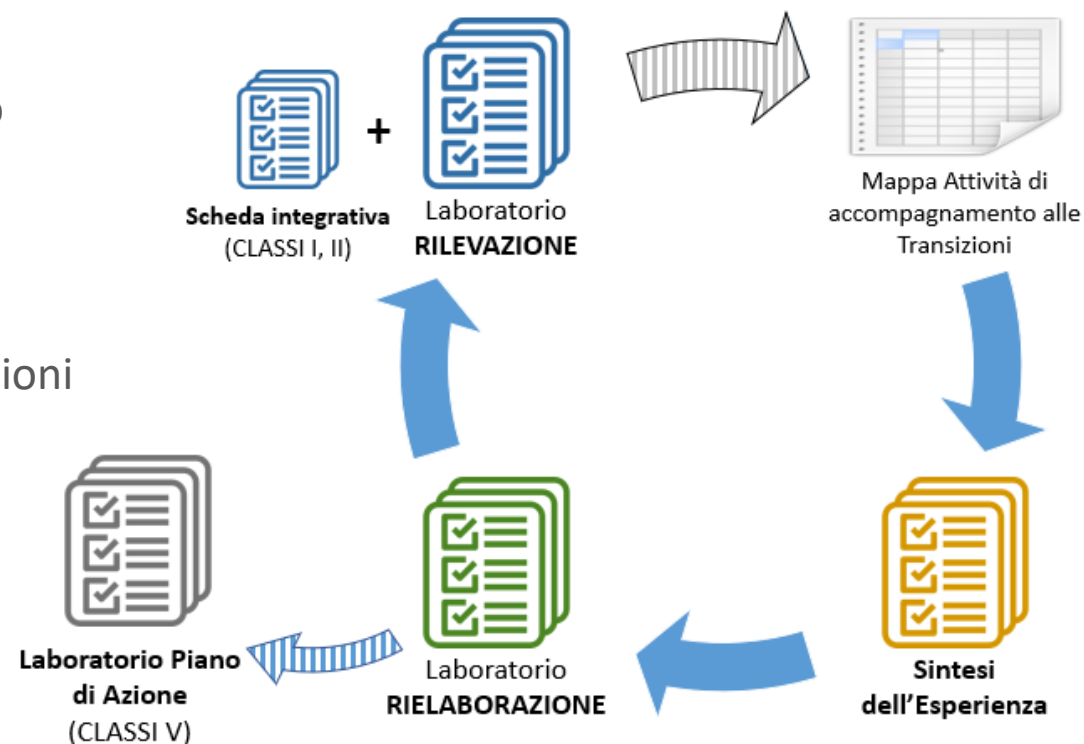 o
+
Scheda integrativa
(CLASSI I, II)
Laboratorio
RILEVAZIONE
Mappa Attività di
accompagnamento alle
Transizioni
ioni
Laboratorio Piano
di Azione
(CLASSI V)
Laboratorio
RIELABORAZIONE
Sintesi
dell’Esperienza